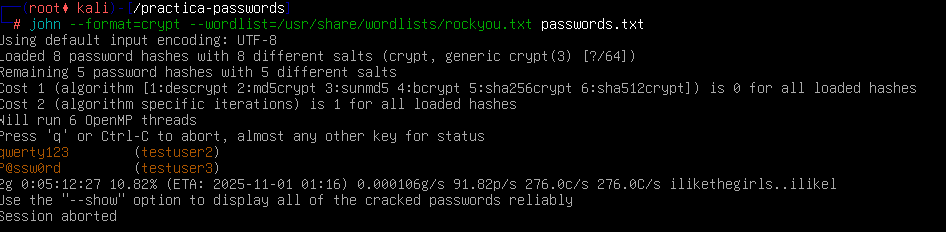 (root kali)-[/practica-passwords]
# john --format=crypt --wordlist=/usr/share/wordlists/rockyou.txt passwords.txt
Using default input encoding: UTF-8
Loaded 8 password hashes with 8 different salts (crypt, generic crypt(3) [?/64])
Remaining 5 password hashes with 5 different salts
Cost 1 (algorithm [1:descrypt 2:md5crypt 3:sunmd5 4:bcrypt 5:sha256crypt 6:sha512crypt]) is 0 for all loaded hashes
Cost 2 (algorithm specific iterations) is 1 for all loaded hashes
Will run 6 OpenMP threads
Press 'q' or Ctrl-C to abort, almost any other key for status
qwerty123 (testuser2)
P@ssw0rd (testuser3)
2g 0:05:12:27 10.82% (ETA: 2025-11-01 01:16) 0.000106g/s 91.82p/s 276.0c/s 276.0C/s ilikethegirls..ilikel
Use the "--show" option to display all of the cracked passwords reliably
Session aborted